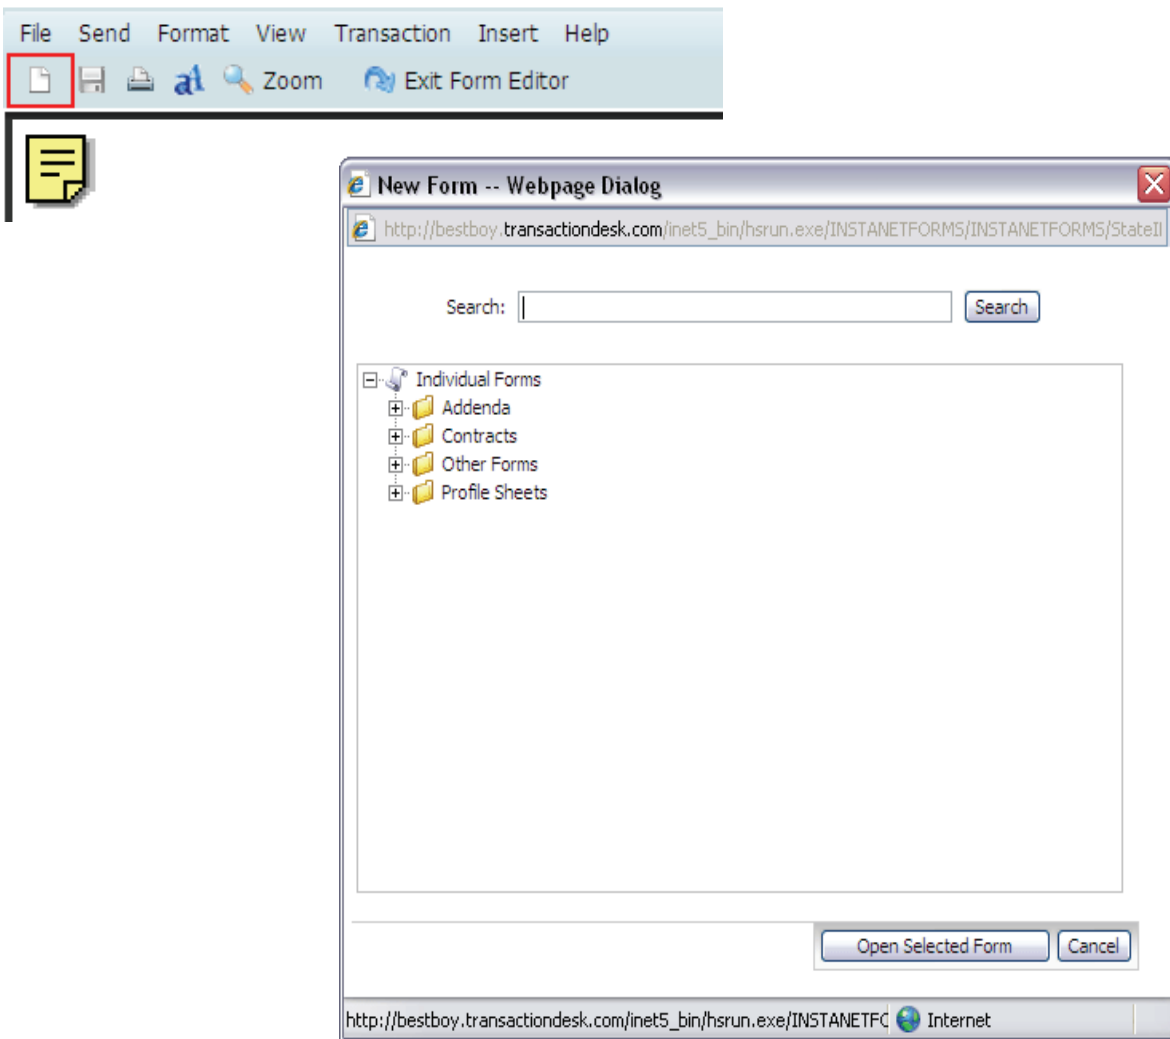 File Send Format View Transaction Insert Help
Zoom Exit Form Editor
New Form -- Webpage Dialog
http://bestboy.transactiondesk.com/inet5_bin/hsrun.exe/INSTANETFORMS/INSTANETFORMS/StateI
Search: Search
Individual Forms
Addenda
Contracts
Other Forms
Profile Sheets
Open Selected Form Cancel
http://bestboy.transactiondesk.com/inet5_bin/hsrun.exe/INSTANETFC Internet